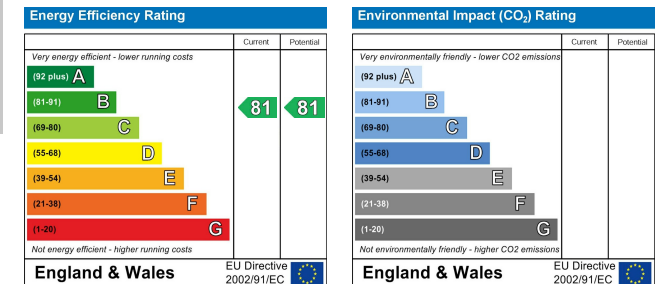 Energy Efficiency Rating
Current Potential
Very energy efficient - lower running costs
(92 plus) A
(81-91) B
81 81
(69-80) C
(55-68) D
(39-54) E
(21-38) F
(1-20) G
Not energy efficient - higher running costs
England & Wales
EU Directive
2002/91/EC
Environmental Impact (CO₂) Rating
Current Potential
Very environmentally friendly - lower CO2 emissions
(92 plus) A
(81-91) B
(69-80) C
(55-68) D
(39-54) E
(21-38) F
(1-20) G
Not environmentally friendly - higher CO2 emissions
England & Wales
EU Directive
2002/91/EC